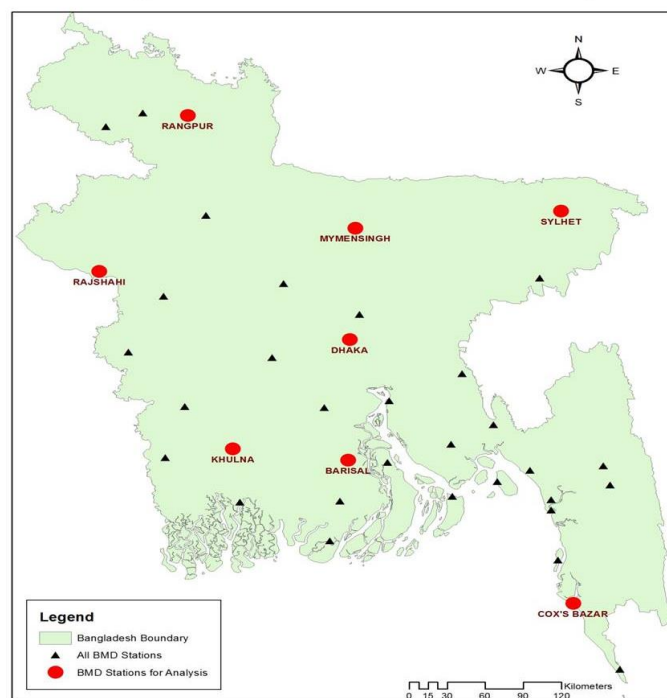 N
W E
S
RANGPUR
SYLHET
MYMENSINGH
RAJSHAHI
DHAKA
KHULNA
BARISAL
COX'S BAZAR
Legend
Bangladesh Boundary
All BMD Stations
BMD Stations for Analysis
Kilometers
0 15 30 60 90 120